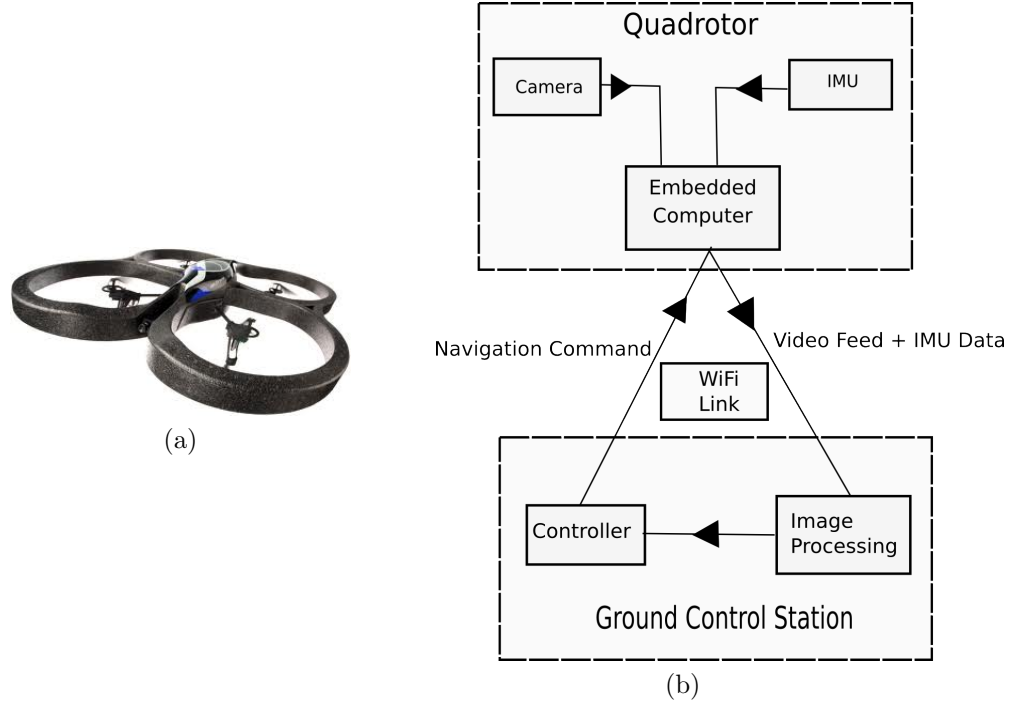 Quadrotor
Camera
IMU
Embedded
Computer
Navigation Command
Video Feed + IMU Data
WiFi
Link
(a)
Controller
Image
Processing
Ground Control Station
(b)